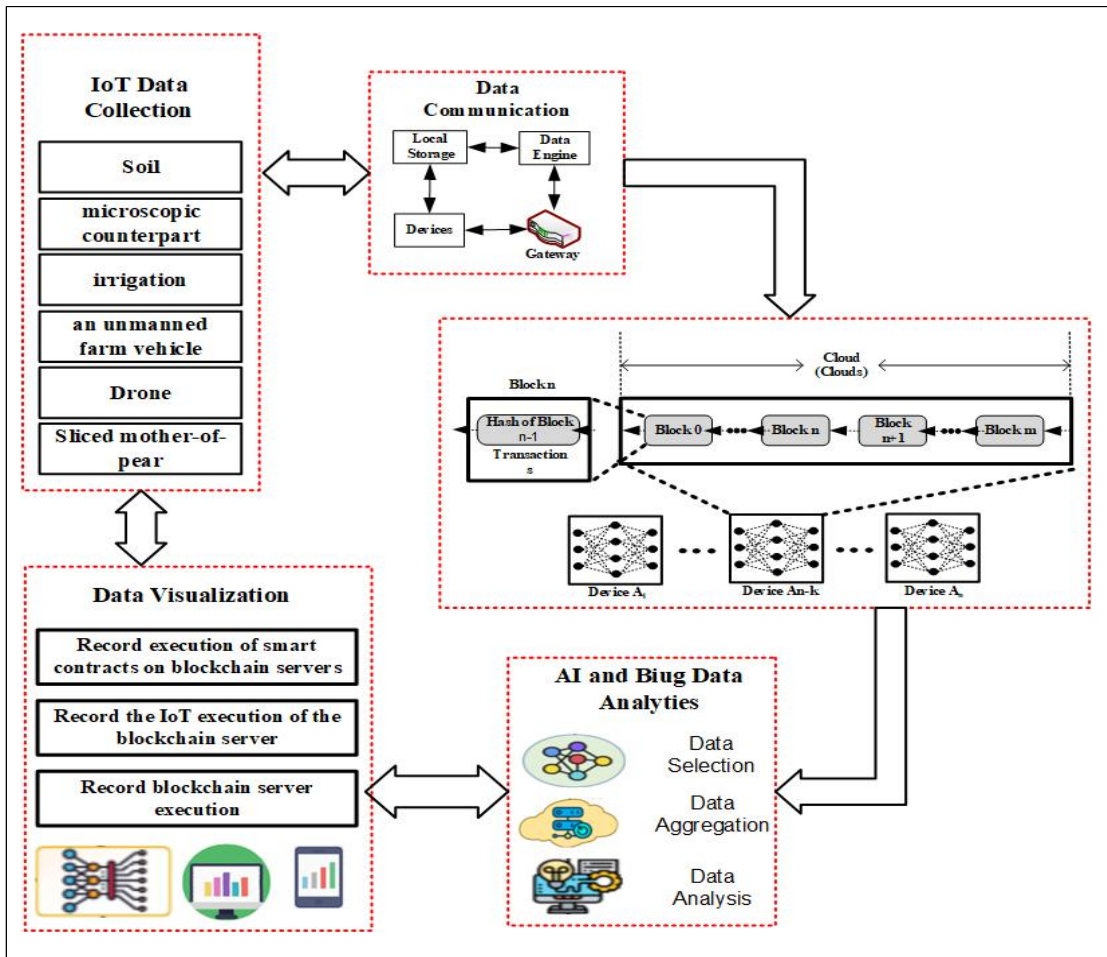 IoT Data
Collection
Soil
microscopic
counterpart
irrigation
an unmanned
farm vehicle
Drone
Sliced mother-of-
pear
Data
Communication
Local
Storage
Data
Engine
Devices
Gateway
Cloud
(Clouds)
Block n
Hash of Block
n-1
Transaction
s
Block 0
Block n
Block
n+1
Block m
Device A₁
Device An-k
Device Aₙ
Data Visualization
Record execution of smart
contracts on blockchain servers
Record the IoT execution of the
blockchain server
Record blockchain server
execution
AI and Biug Data
Analyties
Data
Selection
Data
Aggregation
Data
Analysis